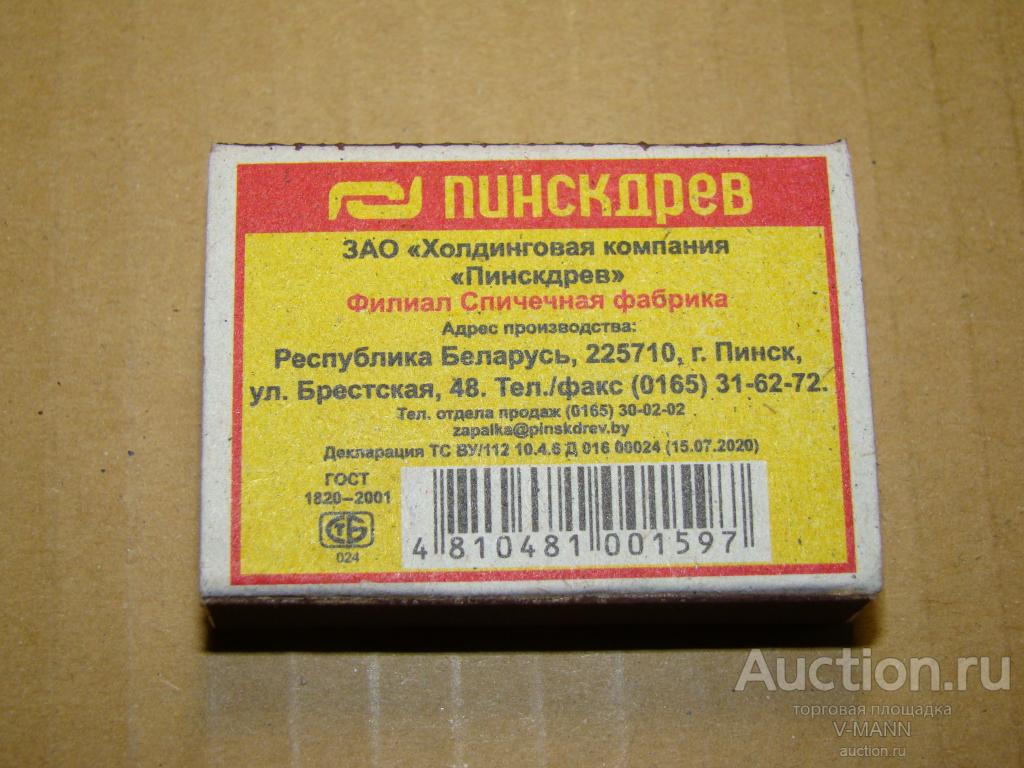 ПИНСКДРЕВ
ЗАО «Холдинговая компания
«Пинскдрев»
Филиал Спичечная фабрика
Адрес производства:
Республика Беларусь, 225710, г. Пинск,
ул. Брестская, 48. Тел./факс (0165) 31-62-72.
Тел. отдела продаж (0165) 30-02-02
zapalka@pinskdrev.by
Декларация ТС BY/112 10.4.6 Д 016 00024 (15.07.2020)
ГОСТ
1820–2001
СТБ
024
4 810481 001597
Auction.ru
торговая площадка
V-MANN
auction.ru